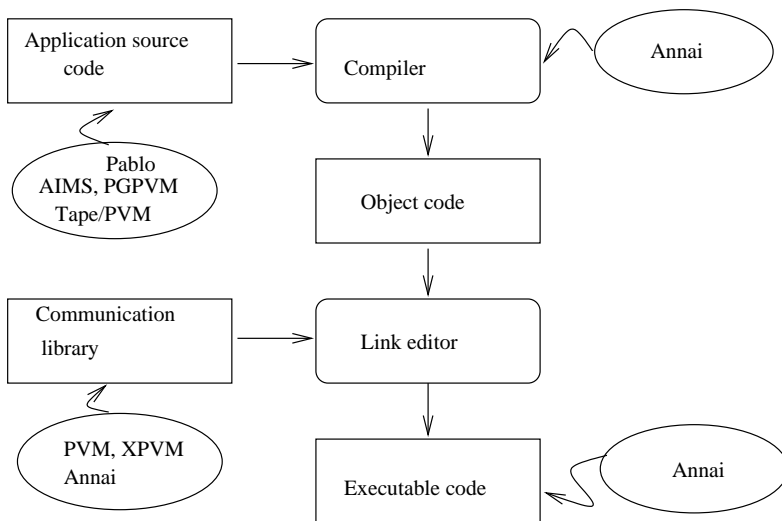 Application source
code
Compiler
Annai
Pablo
AIMS, PGPVM
Tape/PVM
Object code
Communication
library
Link editor
PVM, XPVM
Annai
Executable code
Annai